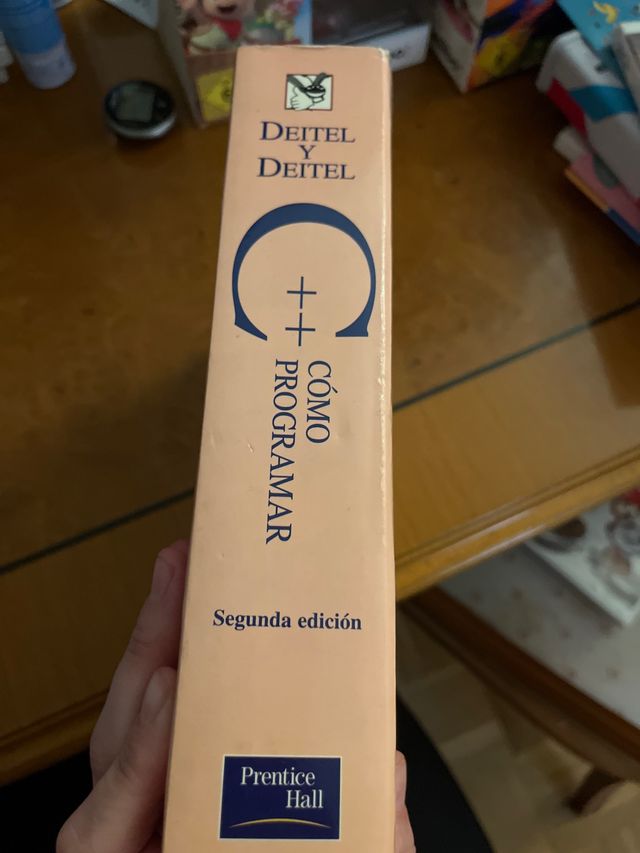 DEITEL
Y
DEITEL
C++
CÓMO
PROGRAMAR
Segunda edición
Prentice
Hall